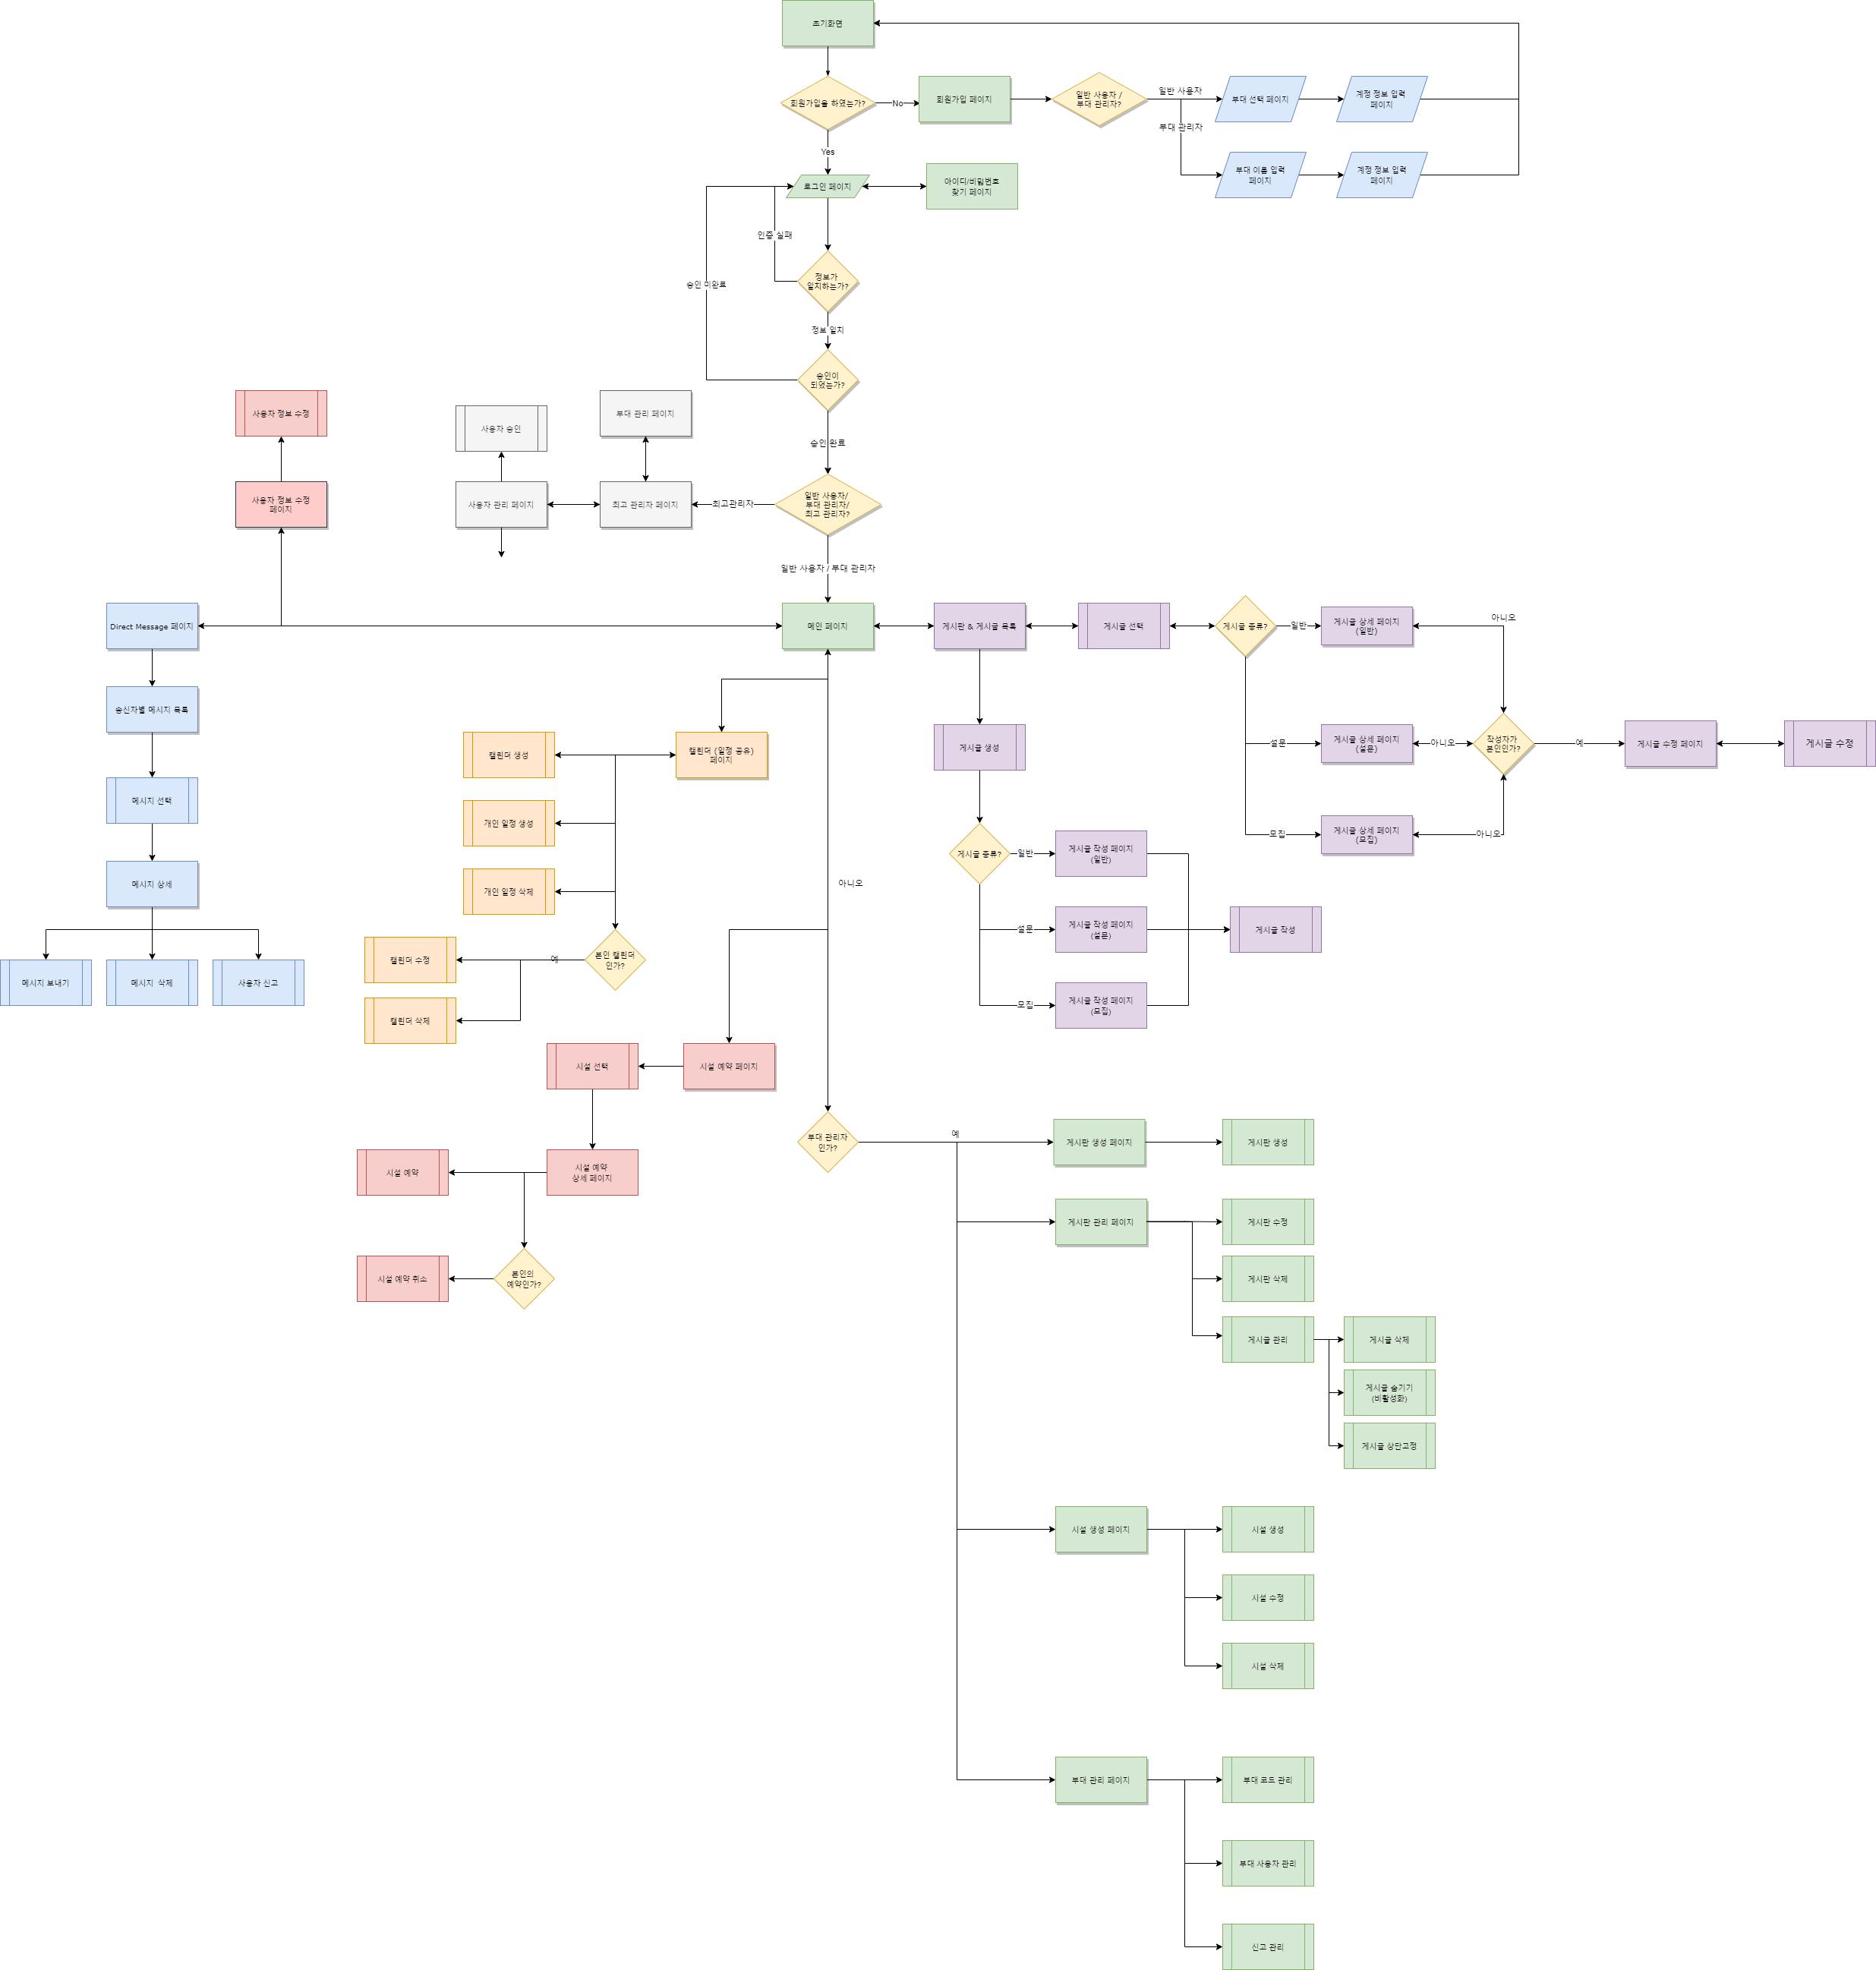 초기화면
회원가입을 하였는가?
No
회원가입 페이지
일반 사용자 /
부대 관리자?
일반 사용자
부대 선택 페이지
계정 정보 입력
페이지
부대 관리자
부대 이름 입력
페이지
계정 정보 입력
페이지
Yes
로그인 페이지
아이디/비밀번호
찾기 페이지
인증 실패
정보가
일치하는가?
승인 미완료
정보 일치
승인이
되었는가?
승인 완료
사용자 정보 수정
사용자 승인
부대 관리 페이지
사용자 정보 수정
페이지
사용자 관리 페이지
최고 관리자 페이지
최고관리자
일반 사용자/
부대 관리자/
최고 관리자?
일반 사용자 / 부대 관리자
Direct Message 페이지
메인 페이지
게시판 & 게시글 목록
게시글 선택
게시글 종류?
일반
게시글 상세 페이지
(일반)
아니오
송신자별 메시지 목록
캘린더 생성
캘린더 (일정 공유)
페이지
게시글 생성
설문
게시글 상세 페이지
(설문)
아니오
작성자가
본인인가?
예
게시글 수정 페이지
게시글 수정
메시지 선택
개인 일정 생성
모집
게시글 상세 페이지
(모집)
아니오
메시지 상세
개인 일정 삭제
아니오
게시글 종류?
일반
게시글 작성 페이지
(일반)
설문
게시글 작성 페이지
(설문)
게시글 작성
메시지 보내기
메시지  삭제
사용자 신고
캘린더 수정
예
본인 캘린더
인가?
캘린더 삭제
모집
게시글 작성 페이지
(모집)
시설 선택
시설 예약 페이지
부대 관리자
인가?
예
게시판 생성 페이지
게시판 생성
시설 예약
시설 예약
상세 페이지
게시판 관리 페이지
게시판 수정
시설 예약 취소
본인의
예약인가?
게시판 삭제
게시글 관리
게시글 삭제
게시글 숨기기
(비활성화)
게시글 상단고정
시설 생성 페이지
시설 생성
시설 수정
시설 삭제
부대 관리 페이지
부대 코드 관리
부대 사용자 관리
신고 관리